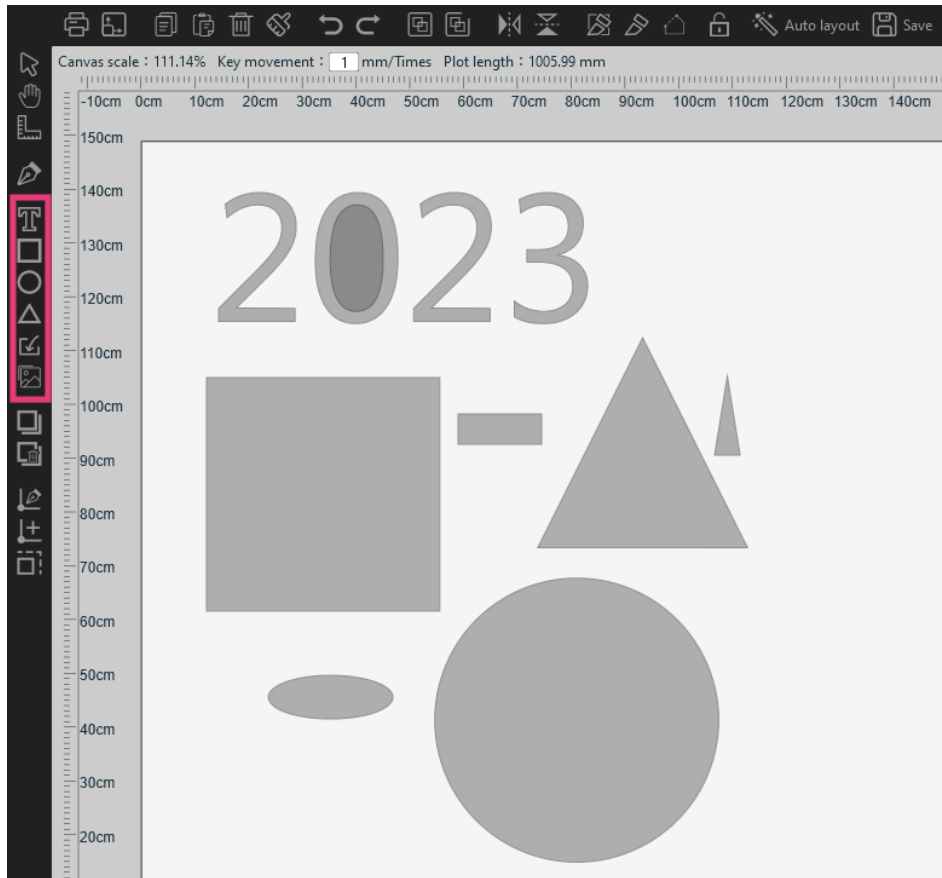 Auto layout Save
Canvas scale : 111.14% Key movement : 1 mm/Times Plot length : 1005.99 mm
-10cm 0cm 10cm 20cm 30cm 40cm 50cm 60cm 70cm 80cm 90cm 100cm 110cm 120cm 130cm 140cm
150cm
140cm
2023
130cm
120cm
110cm
100cm
90cm
80cm
70cm
60cm
50cm
40cm
30cm
20cm